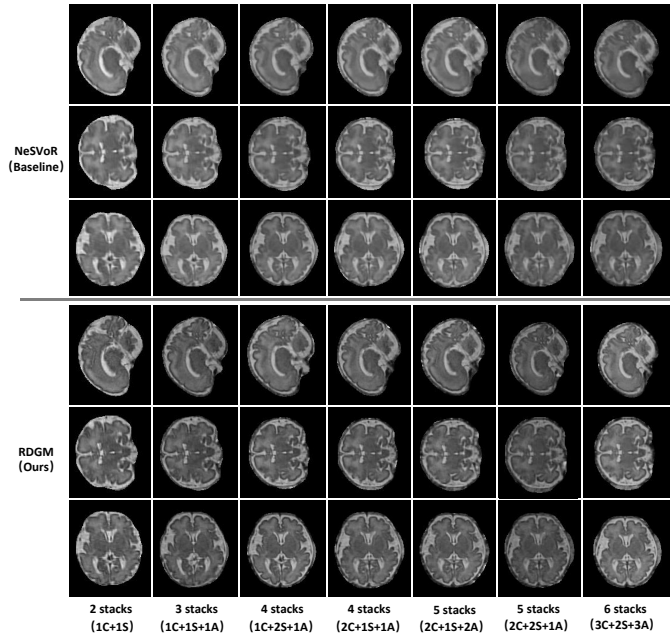 NeSVoR
(Baseline)
RDGM
(Ours)
2 stacks
(1C+1S)
3 stacks
(1C+1S+1A)
4 stacks
(1C+2S+1A)
4 stacks
(2C+1S+1A)
5 stacks
(2C+1S+2A)
5 stacks
(2C+2S+1A)
6 stacks
(3C+2S+3A)